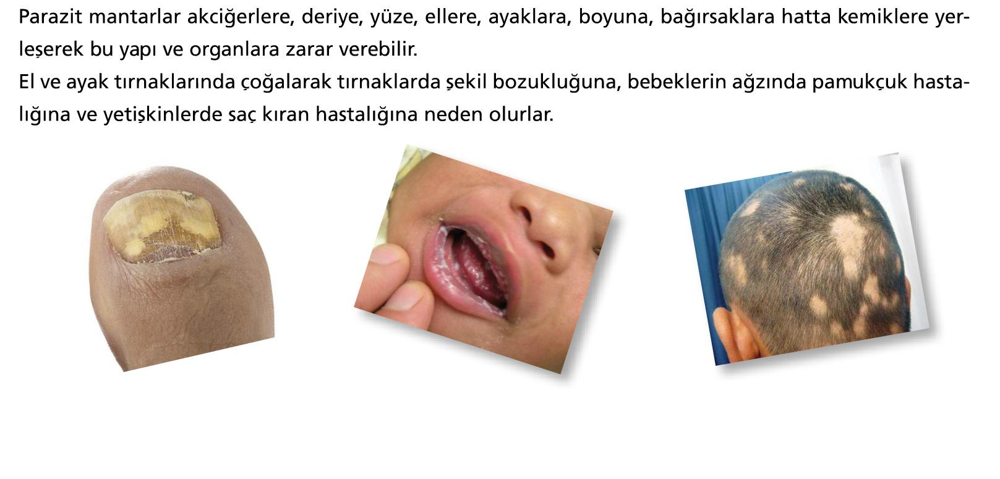 Parazit mantarlar akciğerlere, deriye, yüze, ellere, ayaklara, boyuna, bağırsaklara hatta kemiklere yer-
leşerek bu yapı ve organlara zarar verebilir.
El ve ayak tırnaklarında çoğalarak tırnaklarda şekil bozukluğuna, bebeklerin ağzında pamukçuk hasta-
lığına ve yetişkinlerde saç kıran hastalığına neden olurlar.